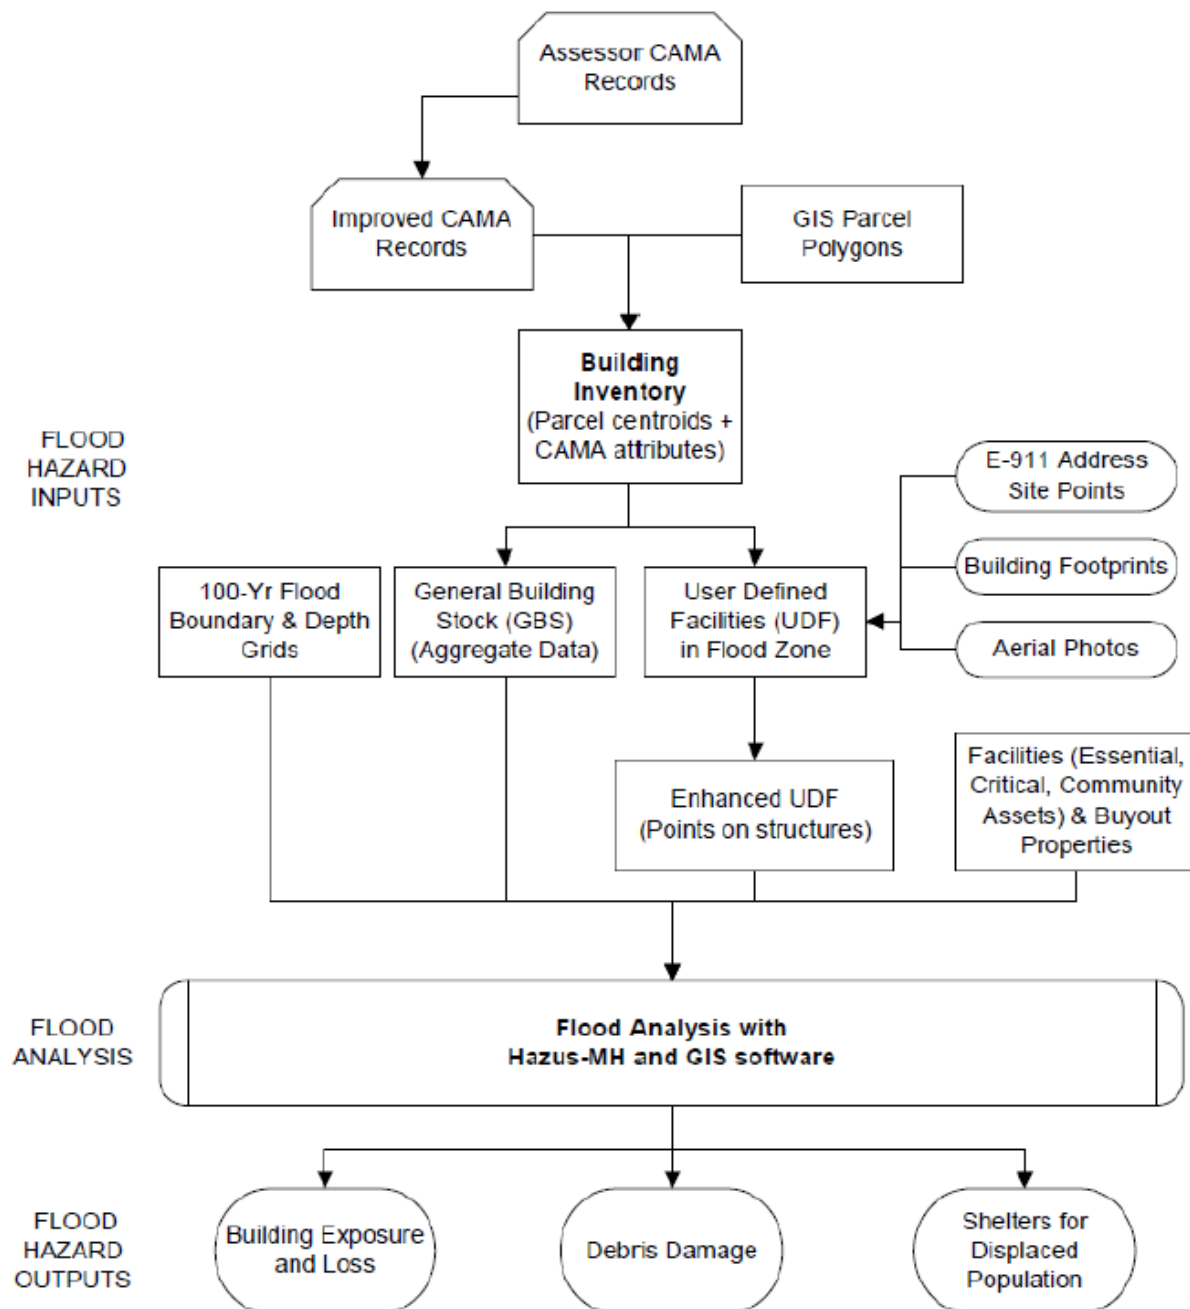 Assessor CAMA
Records
Improved CAMA
Records
GIS Parcel
Polygons
Building
Inventory
(Parcel centroids +
CAMA attributes)
FLOOD
HAZARD
INPUTS
E-911 Address
Site Points
Building Footprints
Aerial Photos
100-Yr Flood
Boundary & Depth
Grids
General Building
Stock (GBS)
(Aggregate Data)
User Defined
Facilities (UDF)
in Flood Zone
Enhanced UDF
(Points on structures)
Facilities (Essential,
Critical, Community
Assets) & Buyout
Properties
FLOOD
ANALYSIS
Flood Analysis with
Hazus-MH and GIS software
FLOOD
HAZARD
OUTPUTS
Building Exposure
and Loss
Debris Damage
Shelters for
Displaced
Population